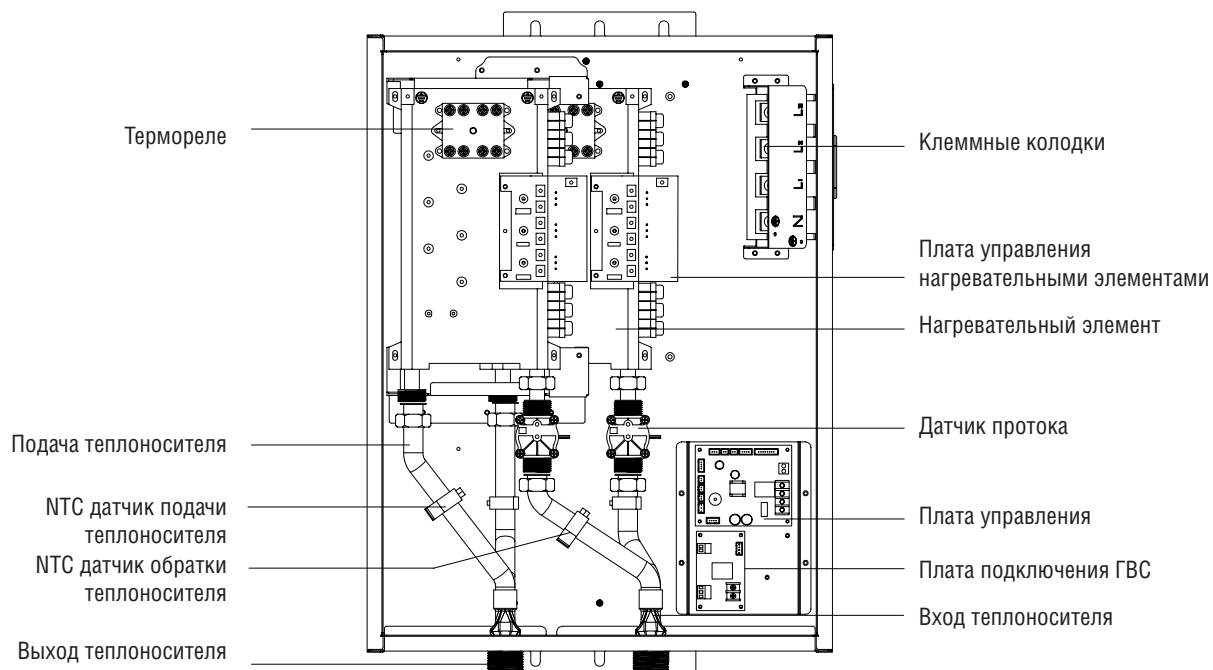 Термореле
Подача теплоносителя
NTC датчик подачи
теплоносителя
NTC датчик обратки
теплоносителя
Выход теплоносителя
L3
L2
L1
N
Клеммные колодки
Плата управления
нагревательными элементами
Нагревательный элемент
Датчик протока
Плата управления
Плата подключения ГВС
Вход теплоносителя